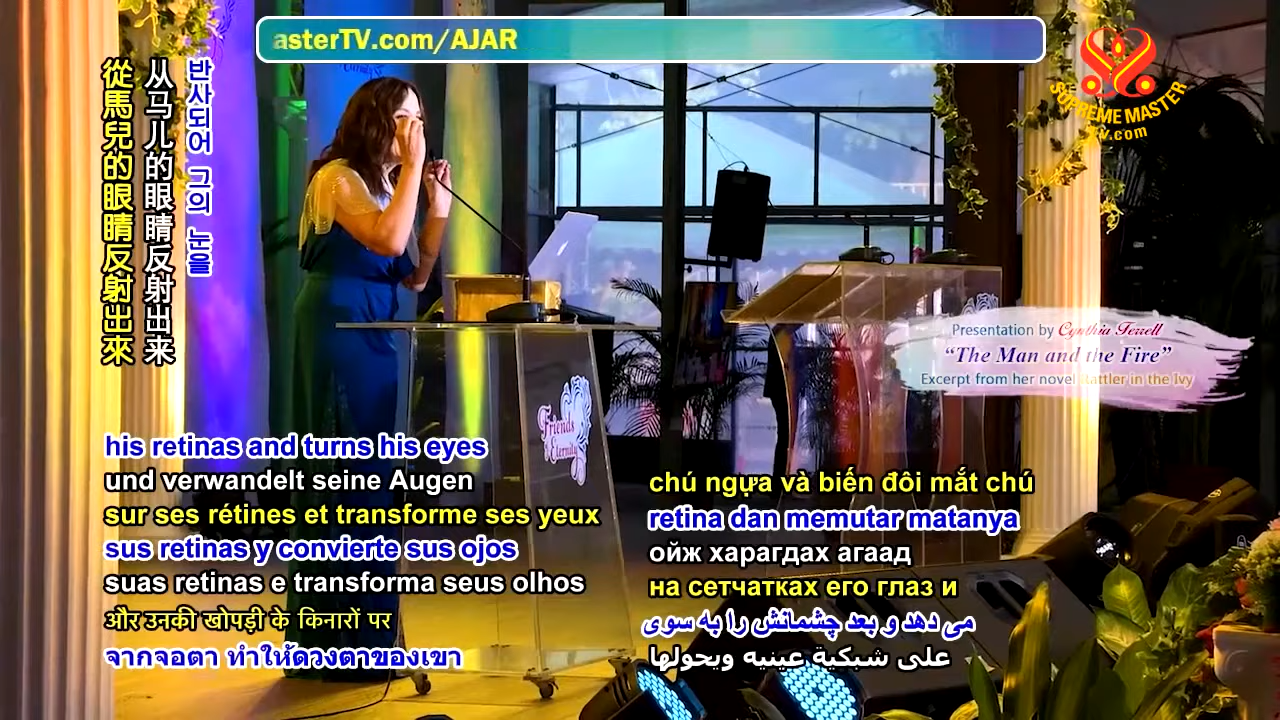 asterTV.com/AJAR
SUPREME MASTER
TV.com
從馬兒的眼睛反射出來
从马儿的眼睛反射出来
반사되어 그의 눈을
Presentation by Cynthia Ferrell
“The Man and the Fire”
Excerpt from her novel Rattler in the Ivy
Friends
Eternity
his retinas and turns his eyes
und verwandelt seine Augen
sur ses rétines et transforme ses yeux
sus retinas y convierte sus ojos
suas retinas e transforma seus olhos
और उनकी खोपड़ी के किनारों पर
จากจอตา ทำให้ดวงตาของเขา
chú ngựa và biến đôi mắt chú
retina dan memutar matanya
ойж харагдах агаад
на сетчатках его глаз и
می دهد و بعد چشمانش را به سوی
على شبكية عينيه ويحولها